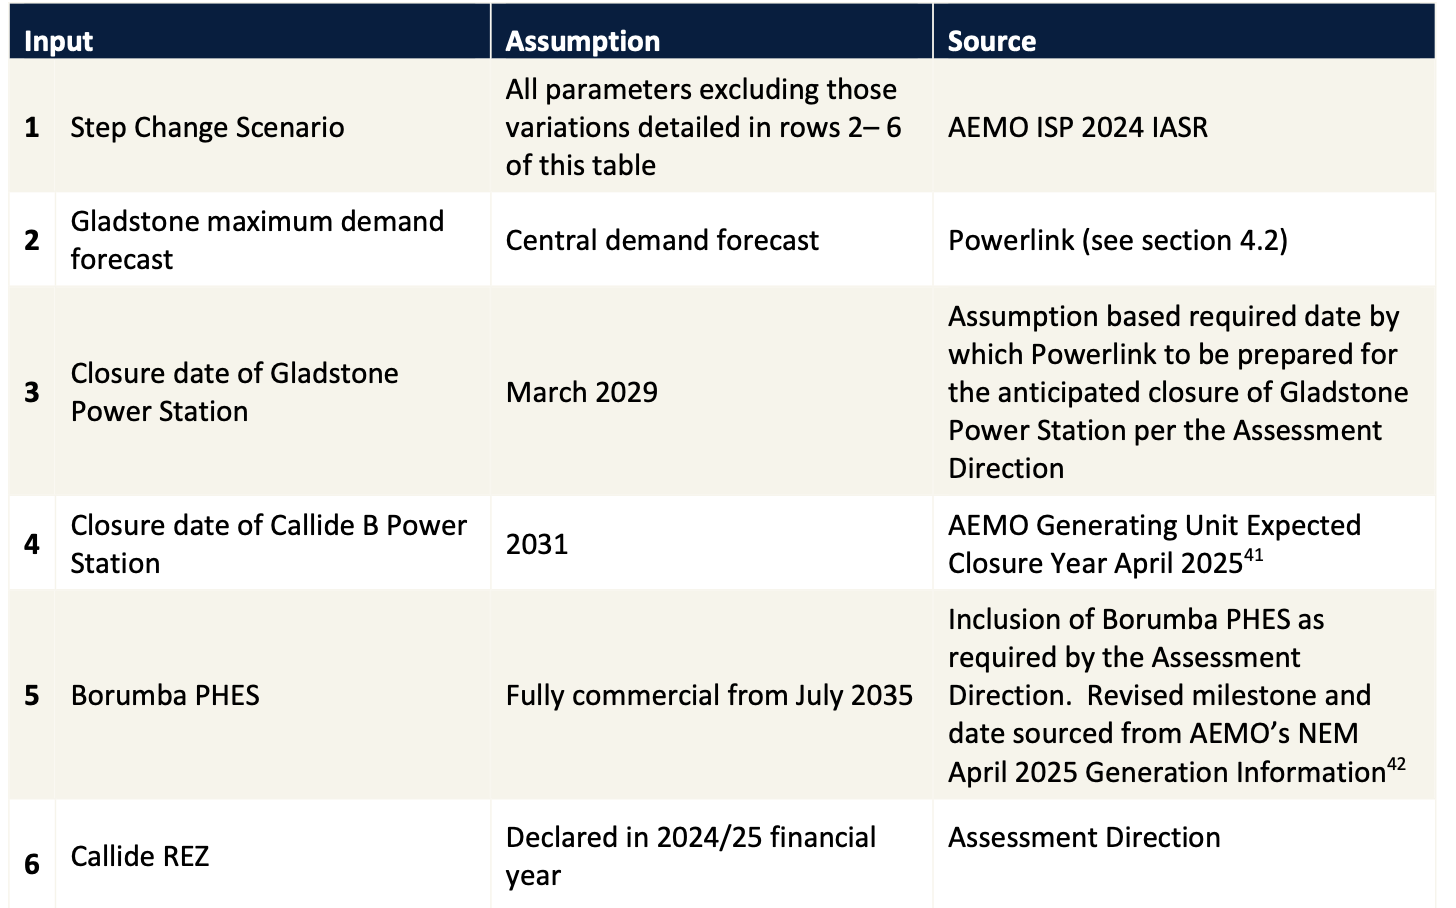 Input Assumption Source
1 Step Change Scenario
All parameters excluding those
variations detailed in rows 2– 6
of this table
AEMO ISP 2024 IASR
2 Gladstone maximum demand
forecast
Central demand forecast
Powerlink (see section 4.2)
3 Closure date of Gladstone
Power Station
March 2029
Assumption based required date by
which Powerlink to be prepared for
the anticipated closure of Gladstone
Power Station per the Assessment
Direction
4 Closure date of Callide B Power
Station
2031
AEMO Generating Unit Expected
Closure Year April 2025⁴¹
5 Borumba PHES
Fully commercial from July 2035
Inclusion of Borumba PHES as
required by the Assessment
Direction.  Revised milestone and
date sourced from AEMO’s NEM
April 2025 Generation Information⁴²
6 Callide REZ
Declared in 2024/25 financial
year
Assessment Direction